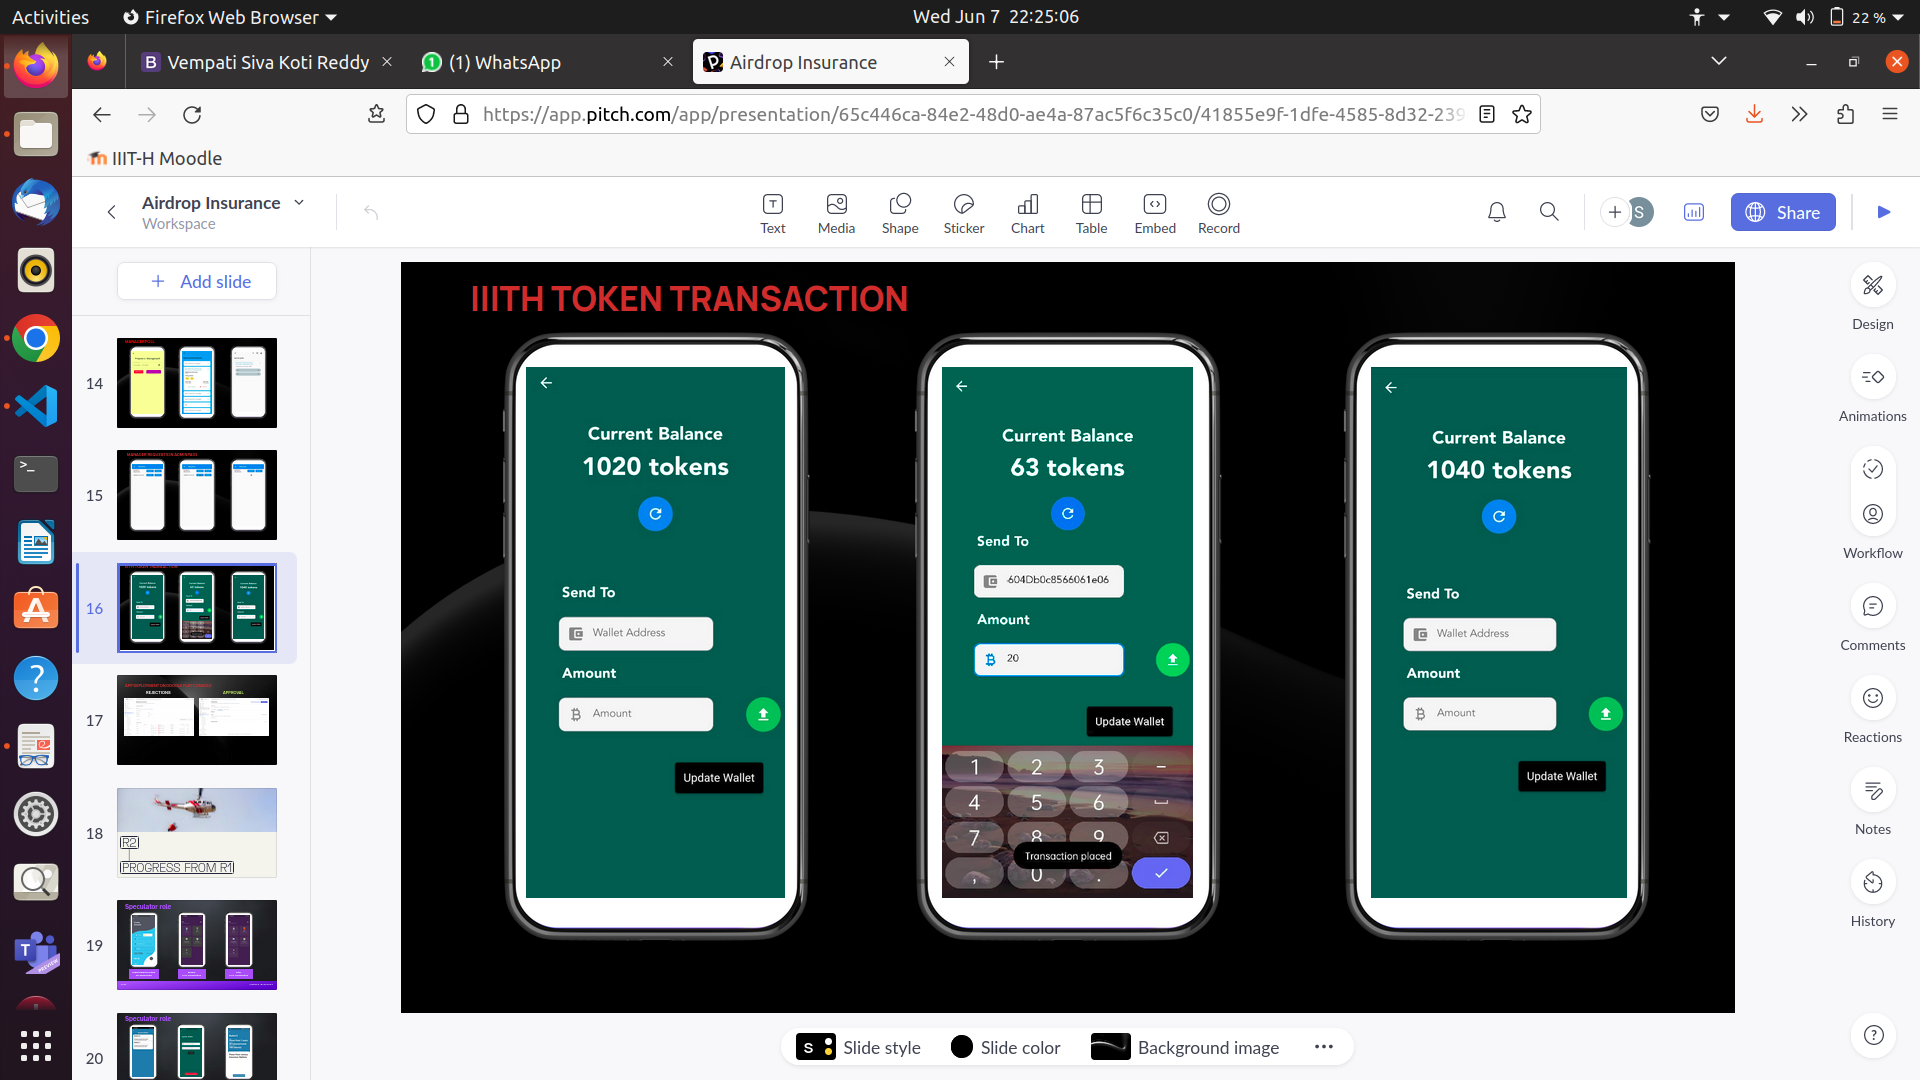 Activities
Firefox Web Browser
Wed Jun 7 22:25:06
22 %
Vempati Siva Koti Reddy
(1) WhatsApp
Airdrop Insurance
https://app.pitch.com/app/presentation/65c446ca-84e2-48d0-ae4a-87ac5f6c35c0/41855e9f-1dfe-4585-8d32-239
IIIT-H Moodle
Airdrop Insurance
Workspace
Text
Media
Shape
Sticker
Chart
Table
Embed
Record
S
Share
Add slide
14
15
16
17
REJECTIONS
APPROVAL
18
R2
PROGRESS FROM R1
19
Speculator role
20
Speculator role
IIITH TOKEN TRANSACTION
Current Balance
1020 tokens
Send To
Wallet Address
Amount
Amount
Update Wallet
Current Balance
63 tokens
Send To
604Db0c8566061e06
Amount
20
Update Wallet
1 2 3 -
4 5 6
7 8 9
Transaction placed
, 0 .
Current Balance
1040 tokens
Send To
Wallet Address
Amount
Amount
Update Wallet
Design
Animations
Workflow
Comments
Reactions
Notes
History
Slide style
Slide color
Background image